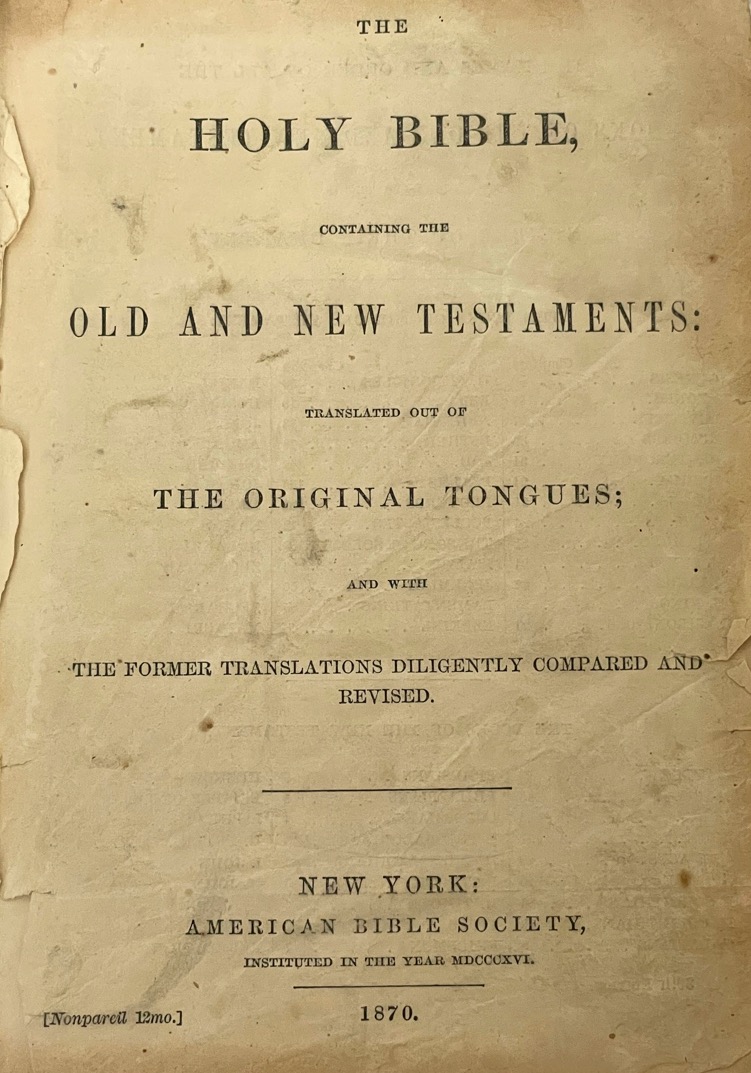 THE
HOLY BIBLE,
CONTAINING THE
OLD AND NEW TESTAMENTS:
TRANSLATED OUT OF
THE ORIGINAL TONGUES;
AND WITH
THE FORMER TRANSLATIONS DILIGENTLY COMPARED AND
REVISED.
NEW YORK:
AMERICAN BIBLE SOCIETY,
INSTITUTED IN THE YEAR MDCCCXVI.
[Nonpareil 12mo.]
1870.